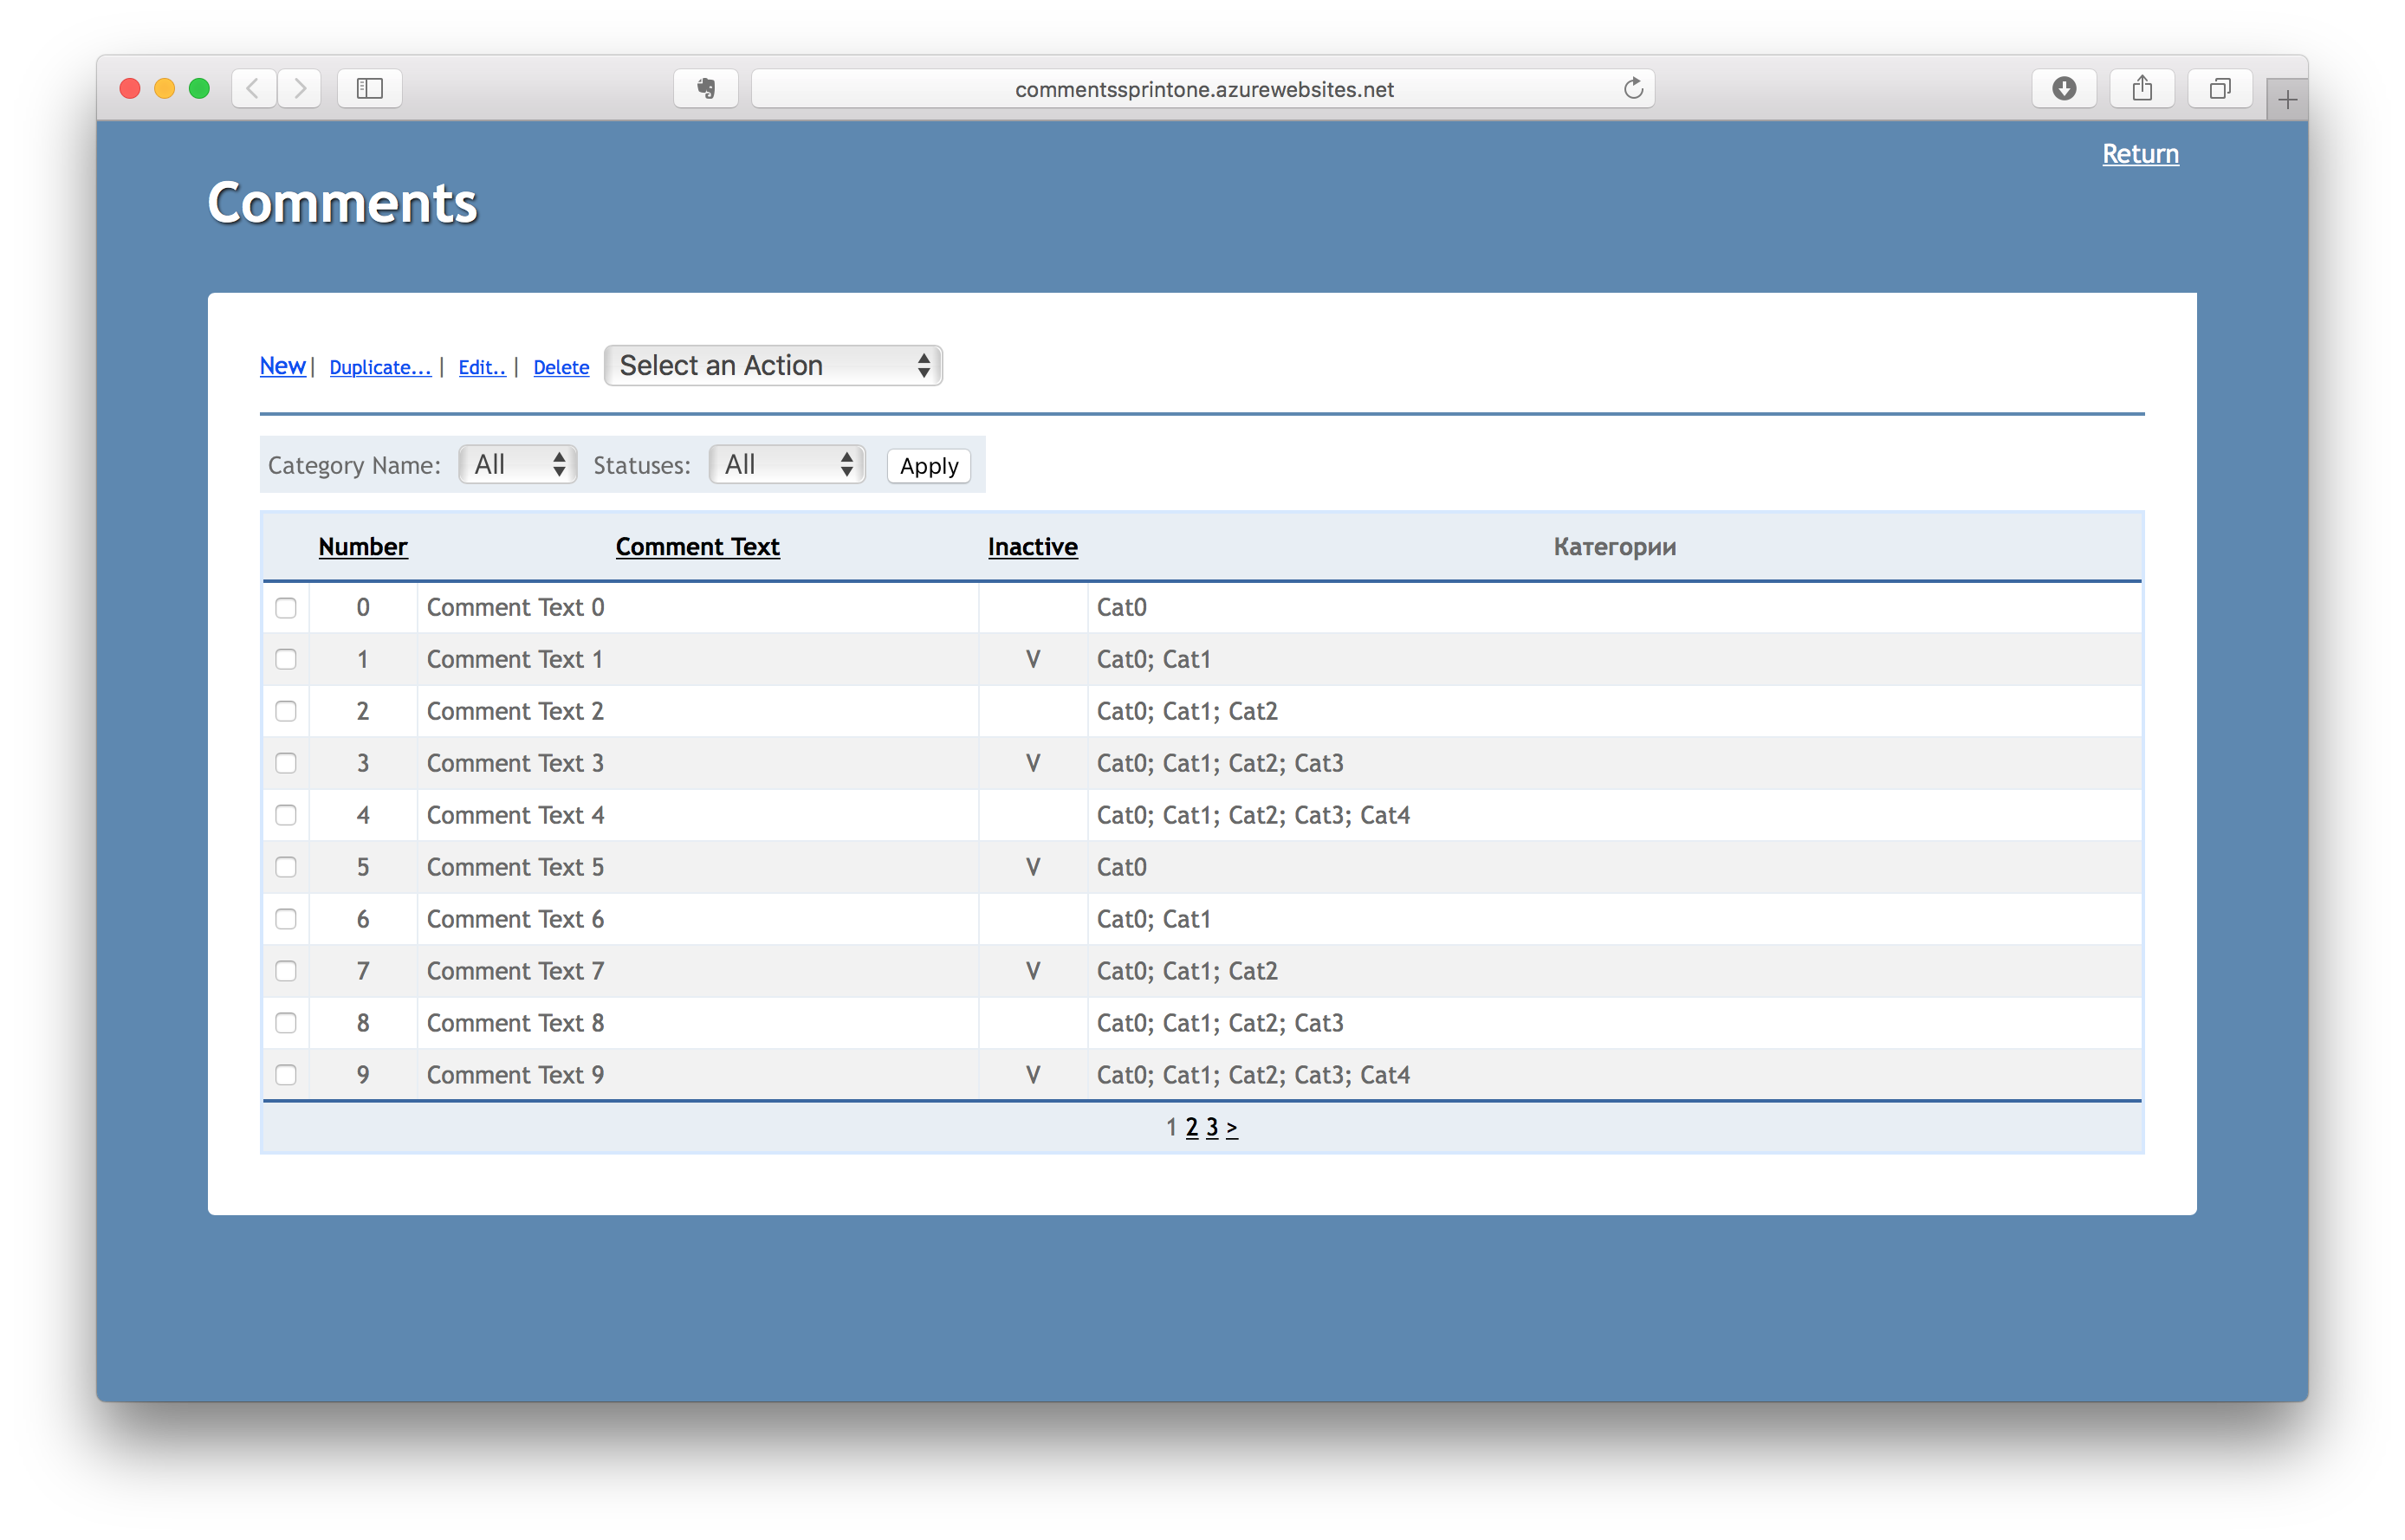 commentssprintone.azurewebsites.net
Return
Comments
New | Duplicate... | Edit.. | Delete Select an Action
Category Name: All Statuses: All Apply
Number Comment Text Inactive Категории
0 Comment Text 0 Cat0
1 Comment Text 1 V Cat0; Cat1
2 Comment Text 2 Cat0; Cat1; Cat2
3 Comment Text 3 V Cat0; Cat1; Cat2; Cat3
4 Comment Text 4 Cat0; Cat1; Cat2; Cat3; Cat4
5 Comment Text 5 V Cat0
6 Comment Text 6 Cat0; Cat1
7 Comment Text 7 V Cat0; Cat1; Cat2
8 Comment Text 8 Cat0; Cat1; Cat2; Cat3
9 Comment Text 9 V Cat0; Cat1; Cat2; Cat3; Cat4
1 2 3 >